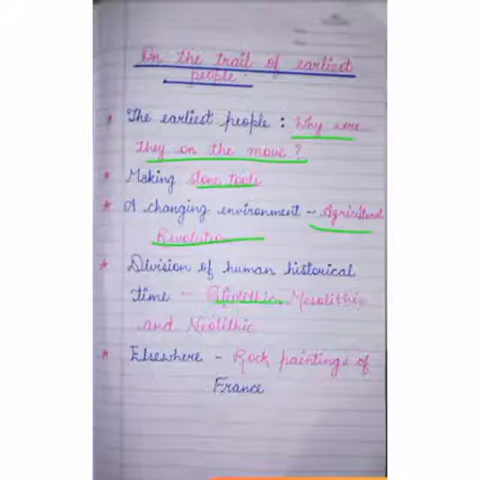 On the trail of earliest
people.
* The earliest people : Why were
they on the move ?
* Making stone tools
* A changing environment - Agricultural
Revolution
* Division of human historical
Time - Mesolithic
and Neolithic
* Elsewhere - Rock paintings of
France